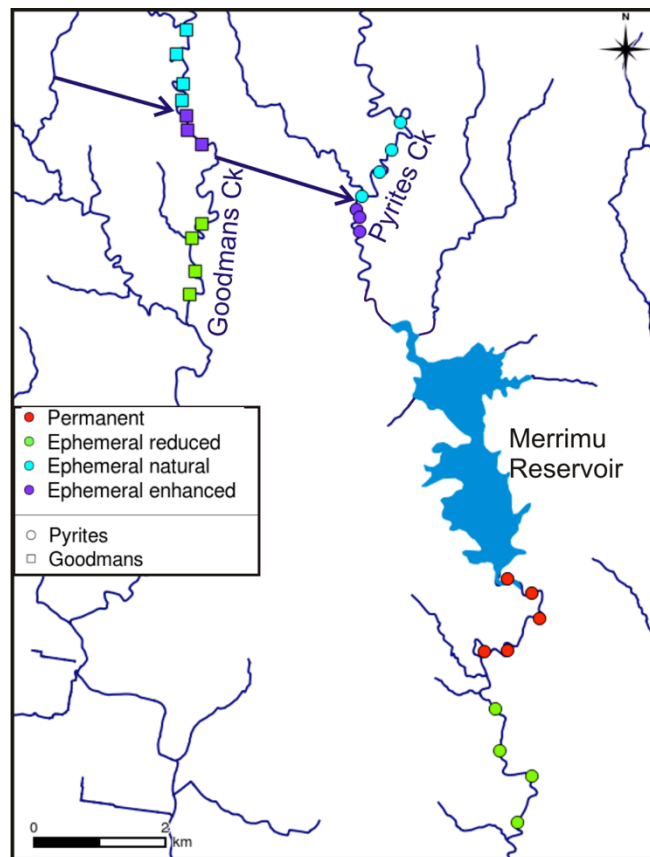 N
Goodmans Ck
Pyrites Ck
Permanent
Ephemeral reduced
Ephemeral natural
Ephemeral enhanced
Pyrites
Goodmans
Merrimu
Reservoir
0 2
km